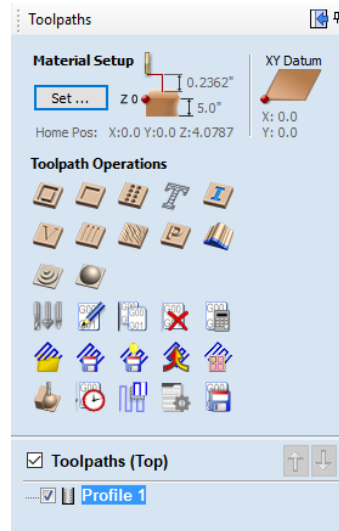 Toolpaths
Material Setup
XY Datum
0.2362"
Set ...
Z 0
5.0"
X: 0.0
Y: 0.0
Home Pos: X:0.0 Y:0.0 Z:4.0787
Toolpath Operations
Toolpaths (Top)
Profile 1